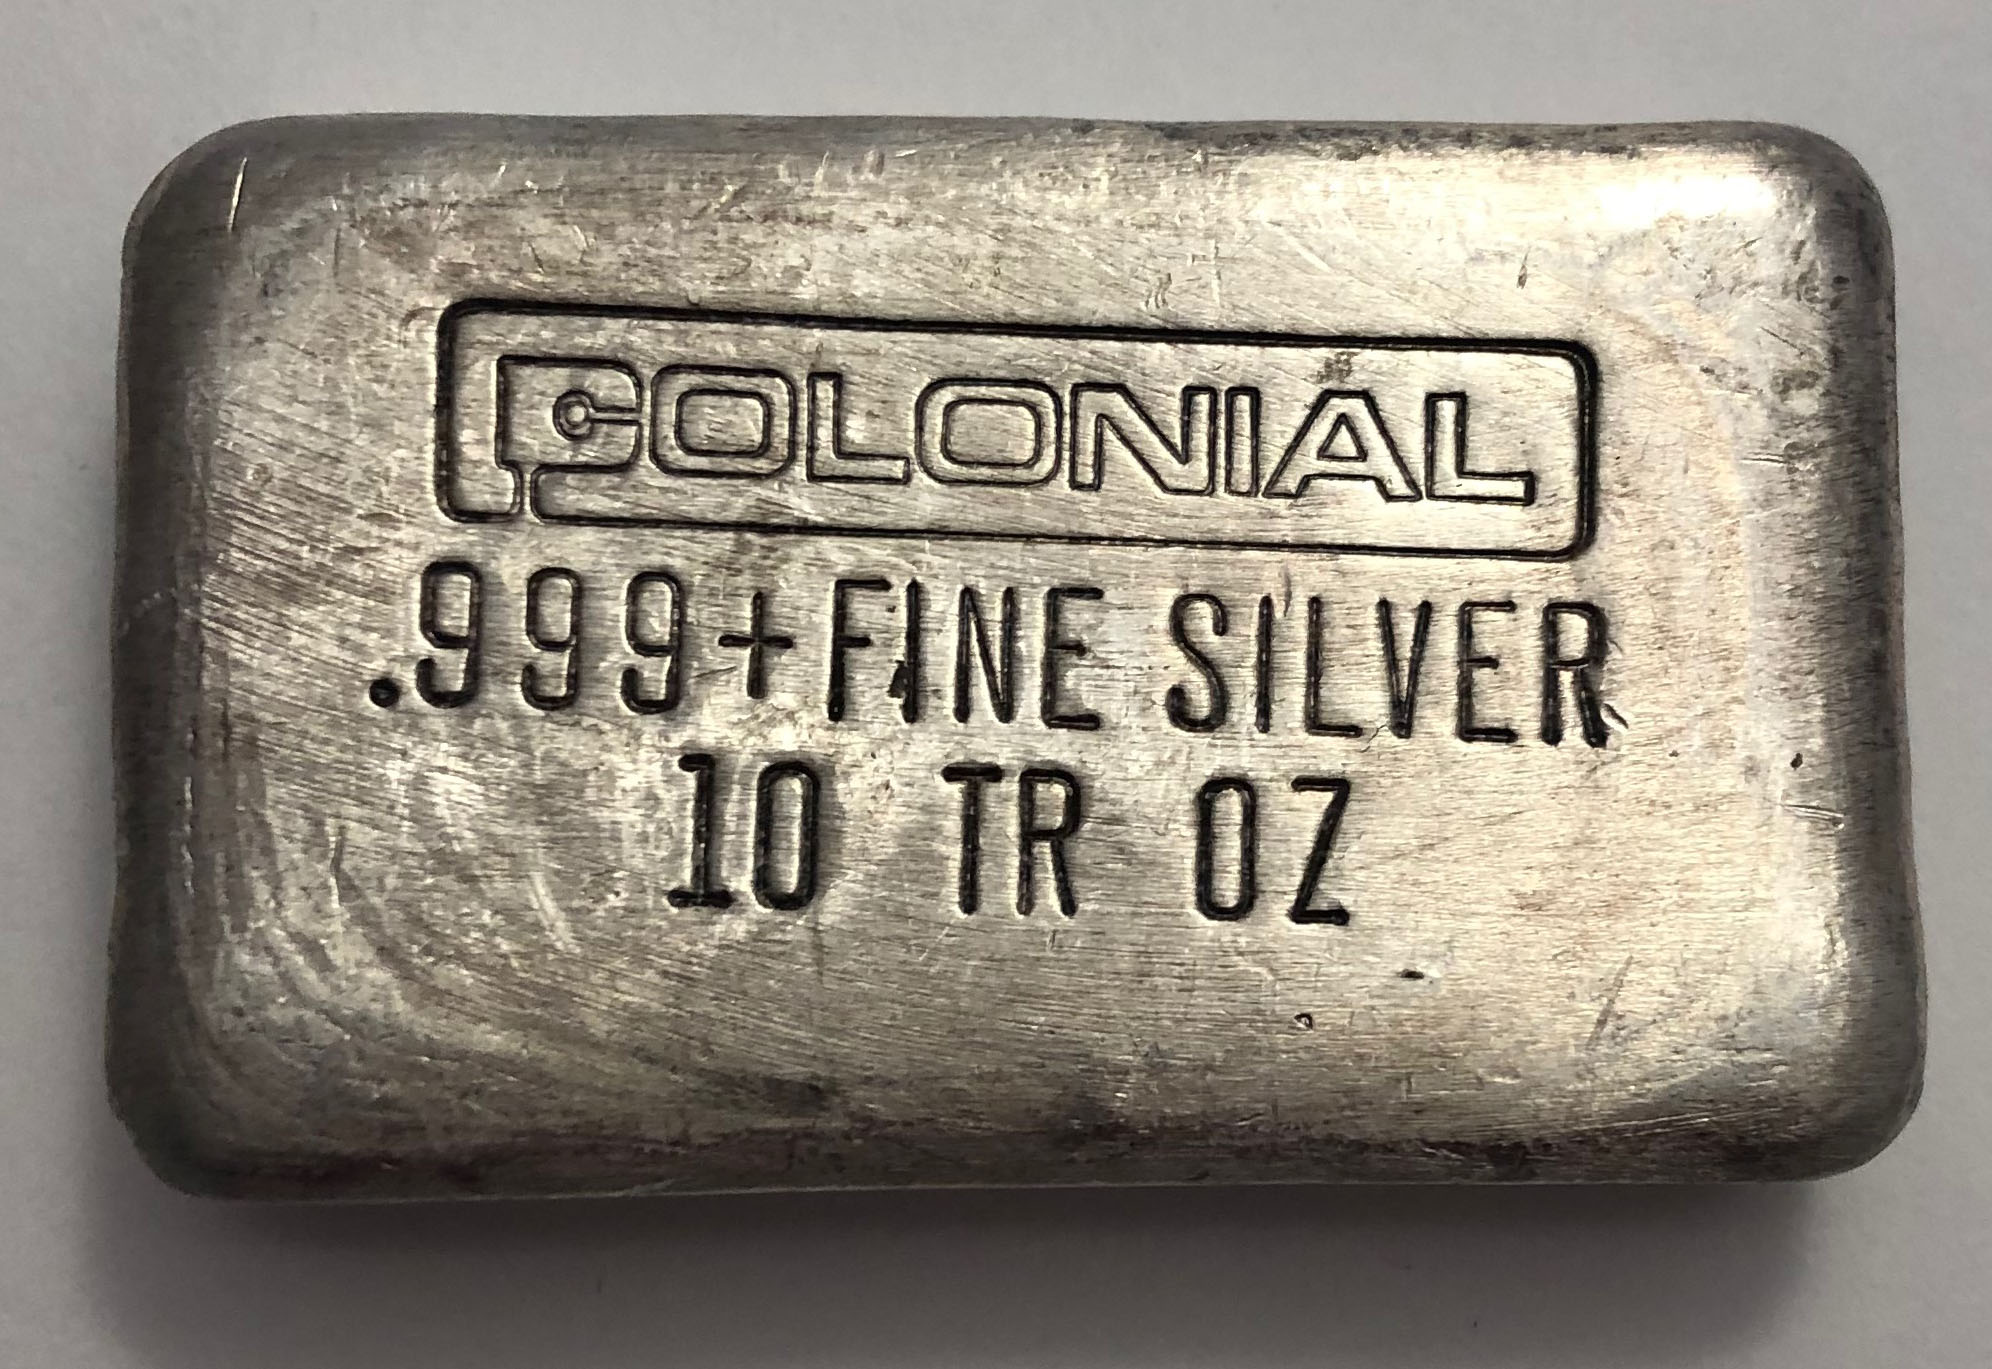 COLONIAL
.999+FINE SILVER
10 TR OZ